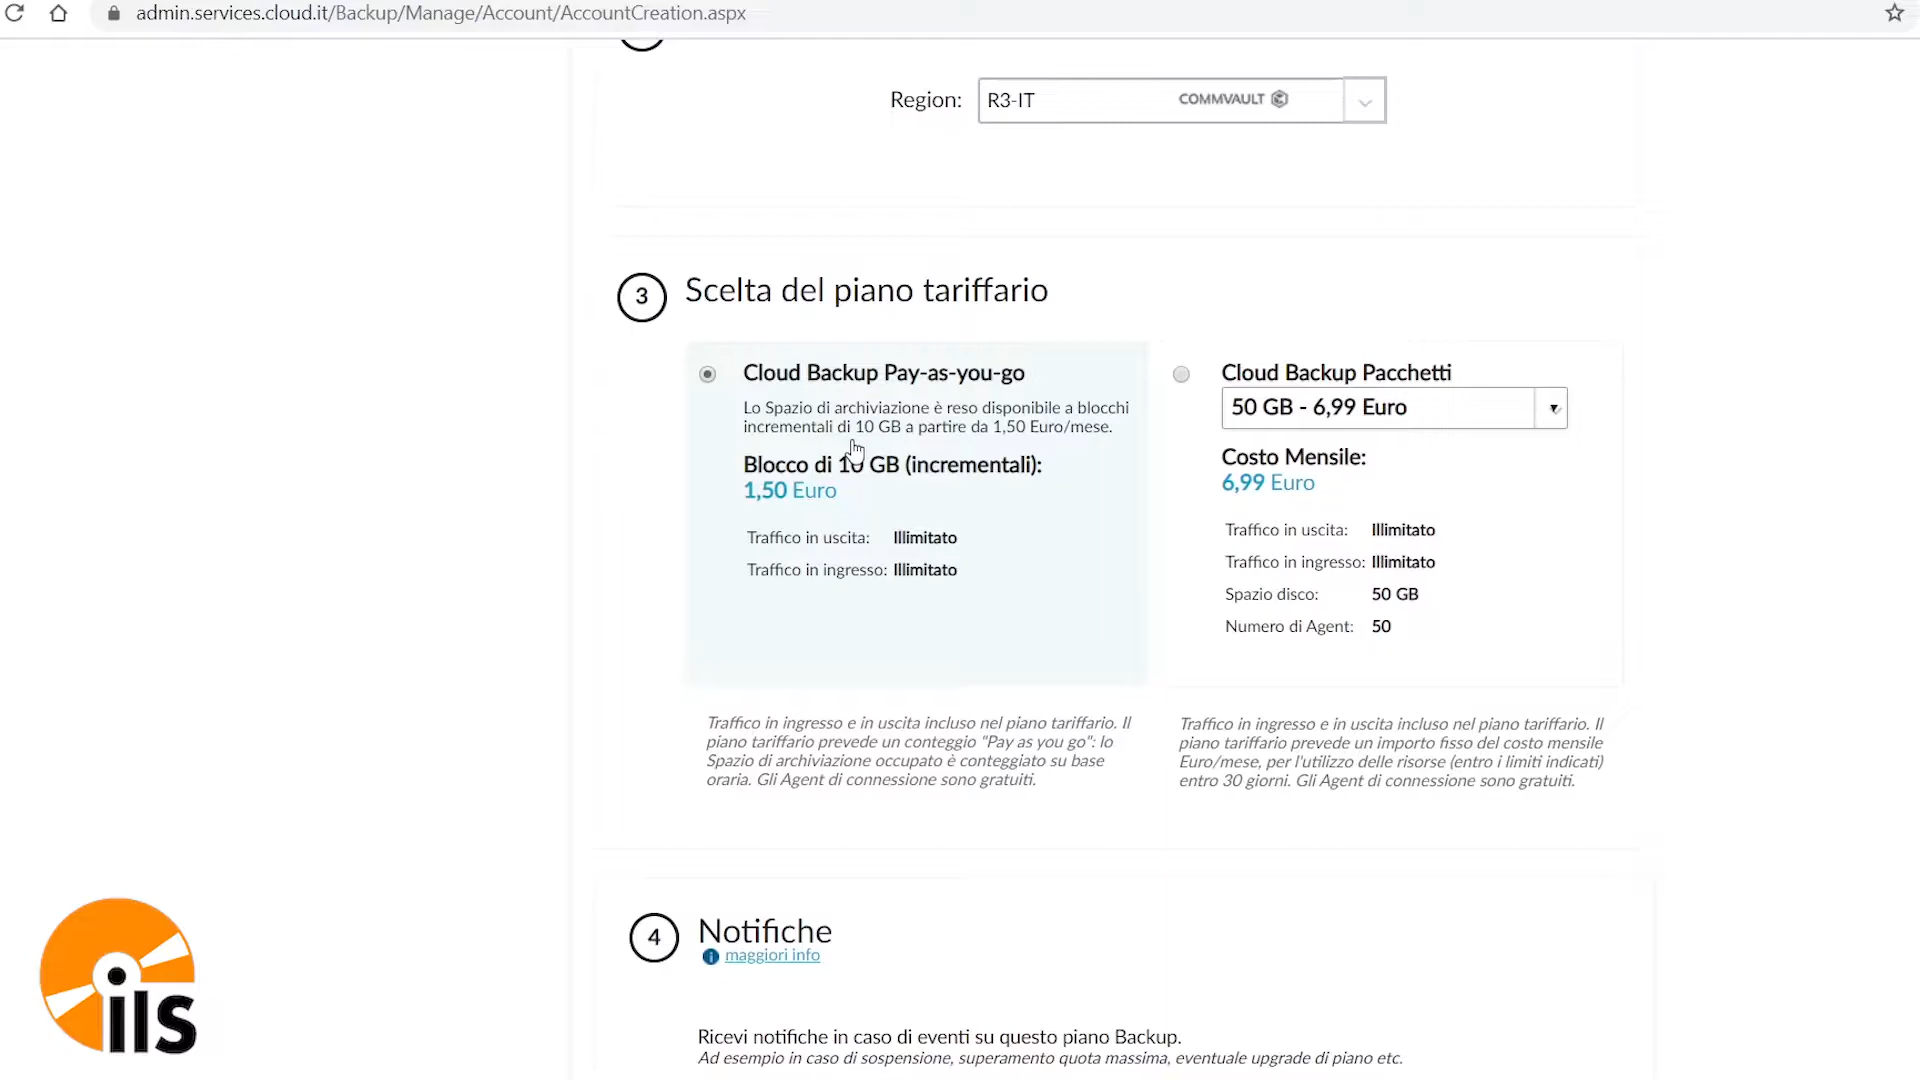 admin.services.cloud.it/Backup/Manage/Account/AccountCreation.aspx
Region: R3-IT COMMVAULT
3 Scelta del piano tariffario
Cloud Backup Pay-as-you-go
Lo Spazio di archiviazione è reso disponibile a blocchi
incrementali di 10 GB a partire da 1,50 Euro/mese.
Blocco di 10 GB (incrementali):
1,50 Euro
Traffico in uscita: Illimitato
Traffico in ingresso: Illimitato
Cloud Backup Pacchetti
50 GB - 6,99 Euro
Costo Mensile:
6,99 Euro
Traffico in uscita: Illimitato
Traffico in ingresso: Illimitato
Spazio disco: 50 GB
Numero di Agent: 50
Traffico in ingresso e in uscita incluso nel piano tariffario. Il
piano tariffario prevede un conteggio "Pay as you go": lo
Spazio di archiviazione occupato è conteggiato su base
oraria. Gli Agent di connessione sono gratuiti.
Traffico in ingresso e in uscita incluso nel piano tariffario. Il
piano tariffario prevede un importo fisso del costo mensile
Euro/mese, per l'utilizzo delle risorse (entro i limiti indicati)
entro 30 giorni. Gli Agent di connessione sono gratuiti.
4 Notifiche
maggiori info
Ricevi notifiche in caso di eventi su questo piano Backup.
Ad esempio in caso di sospensione, superamento quota massima, eventuale upgrade di piano etc.
ils